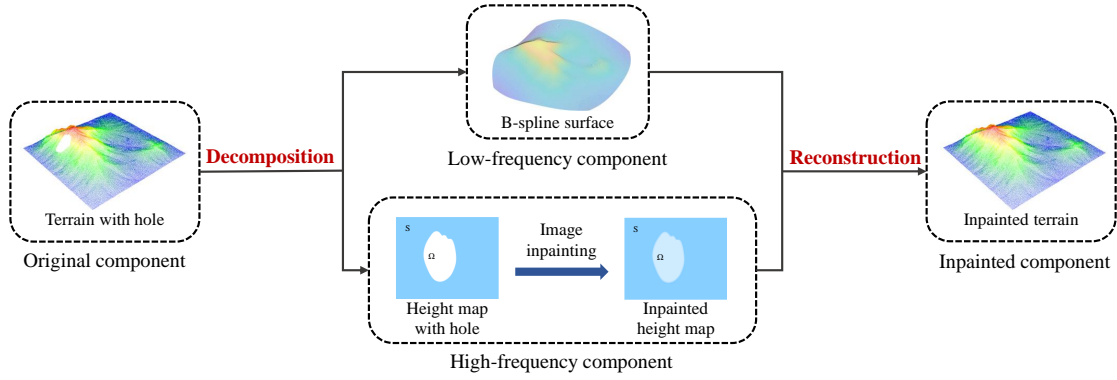 Terrain with hole
Original component
Decomposition
B-spline surface
Low-frequency component
S
Ω
Height map
with hole
Image
inpainting
S
Ω
Inpainted
height map
High-frequency component
Reconstruction
Inpainted terrain
Inpainted component